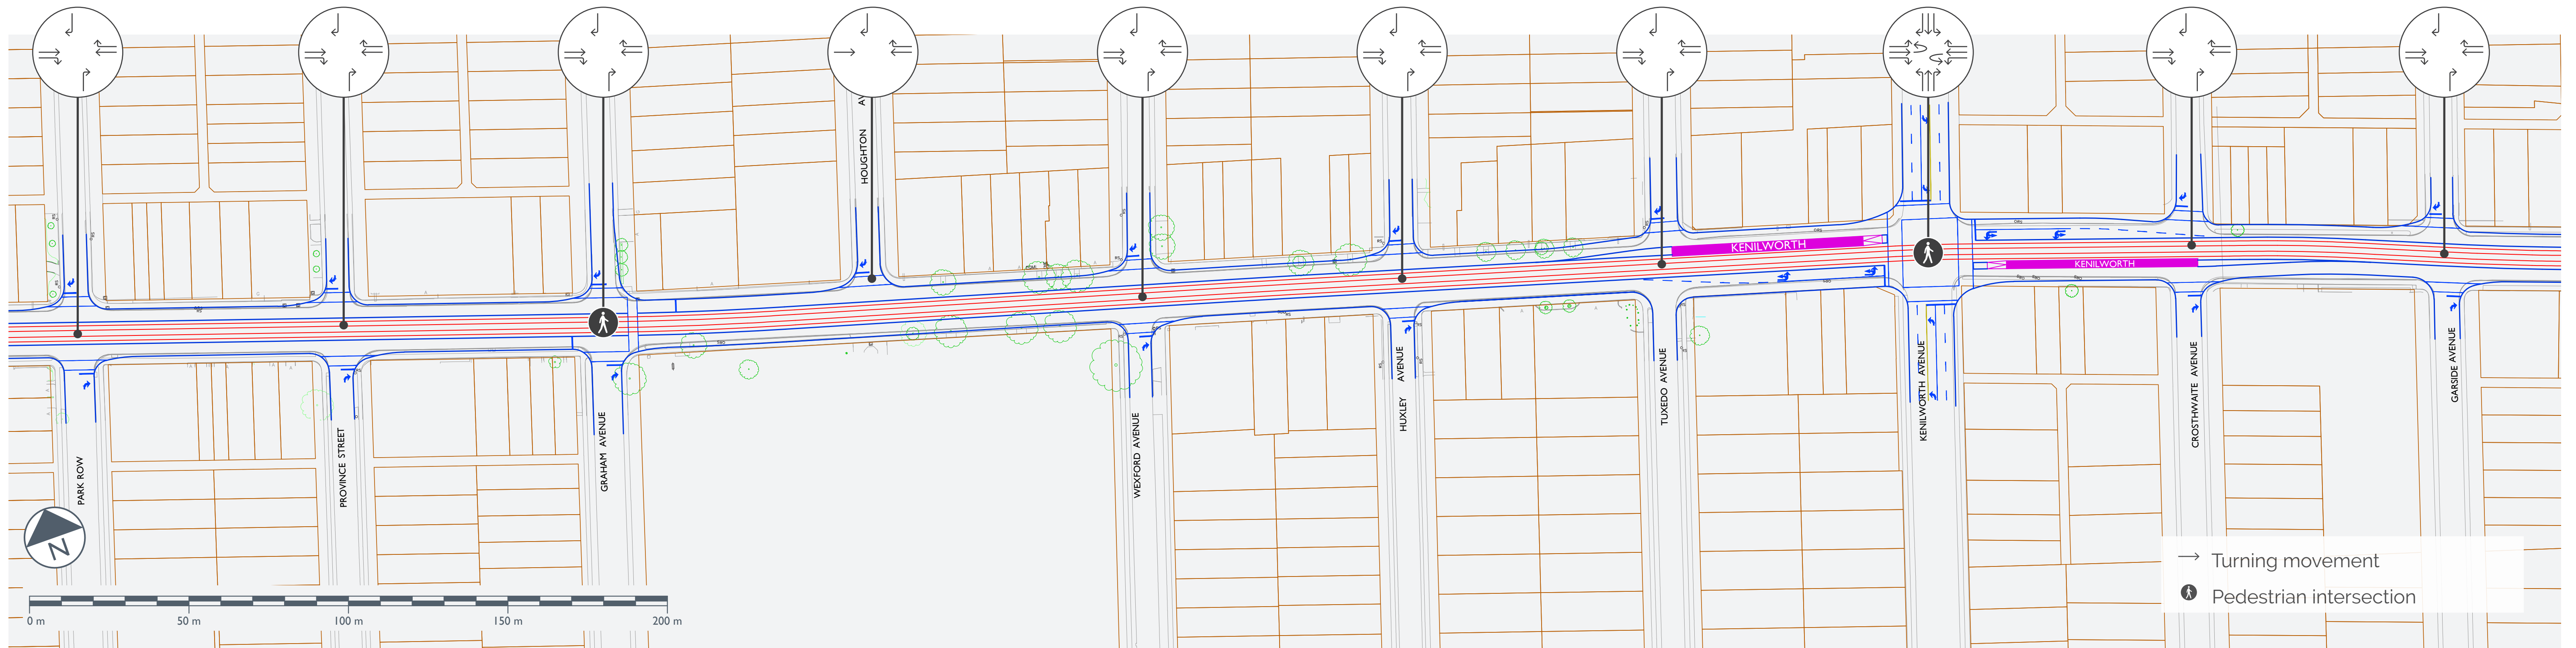 AV
HOUGHTON
KENILWORTH
KENILWORTH
PARK ROW
PROVINCE STREET
GRAHAM AVENUE
WEXFORD AVENUE
HUXLEY AVENUE
TUXEDO AVENUE
KENILWORTH AVENUE
CROSTHWAITE AVENUE
GARSIDE AVENUE
N
0 m
50 m
100 m
150 m
200 m
Turning movement
Pedestrian intersection